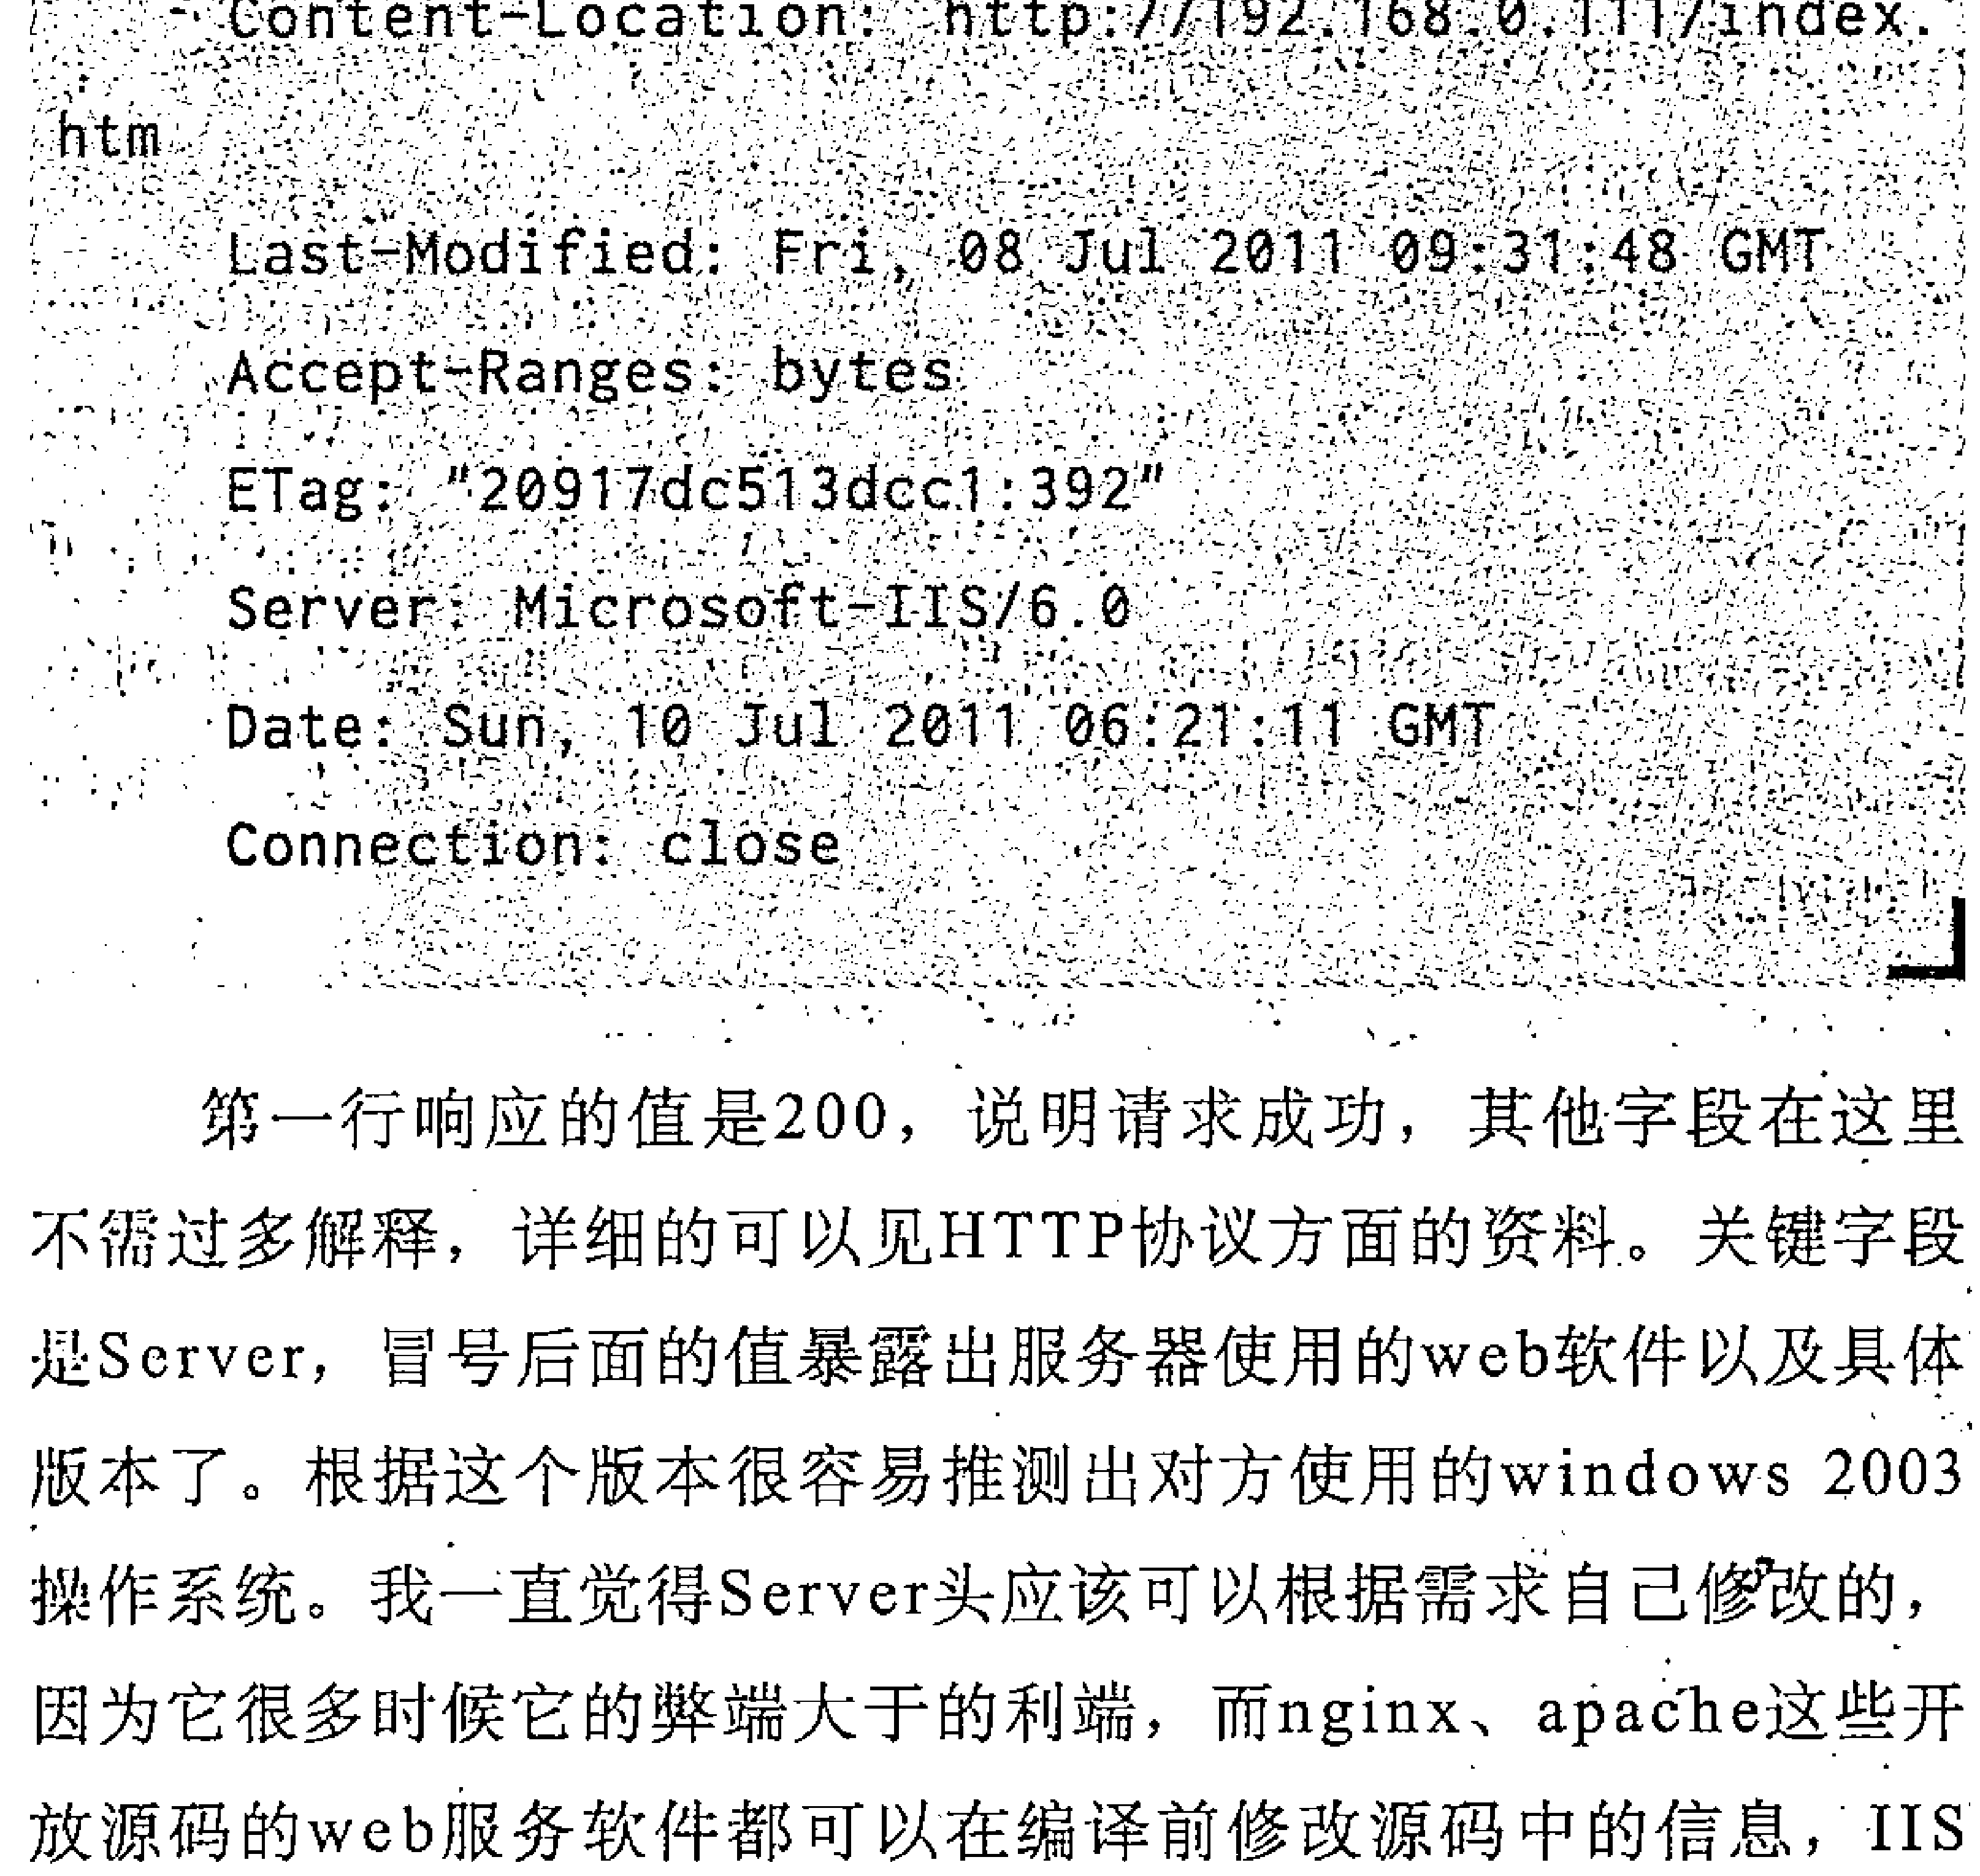 Content-Location: http://192.168.0.111/index.
htm
Last-Modified: Fri, 08 Jul 2011 09:31:48 GMT
Accept-Ranges: bytes
ETag: "20917dc513dcc1:392"
Server: Microsoft-IIS/6.0
Date: Sun, 10 Jul 2011 06:21:11 GMT
Connection: close
第一行响应的值是200，说明请求成功，其他字段在这里
不需过多解释，详细的可以见HTTP协议方面的资料。关键字段
是Server，冒号后面的值暴露出服务器使用的web软件以及具体
版本了。根据这个版本很容易推测出对方使用的windows 2003
操作系统。我一直觉得Server头应该可以根据需求自己修改的，
因为它很多时候它的弊端大于的利端，而nginx、apache这些开
放源码的web服务软件都可以在编译前修改源码中的信息，IIS